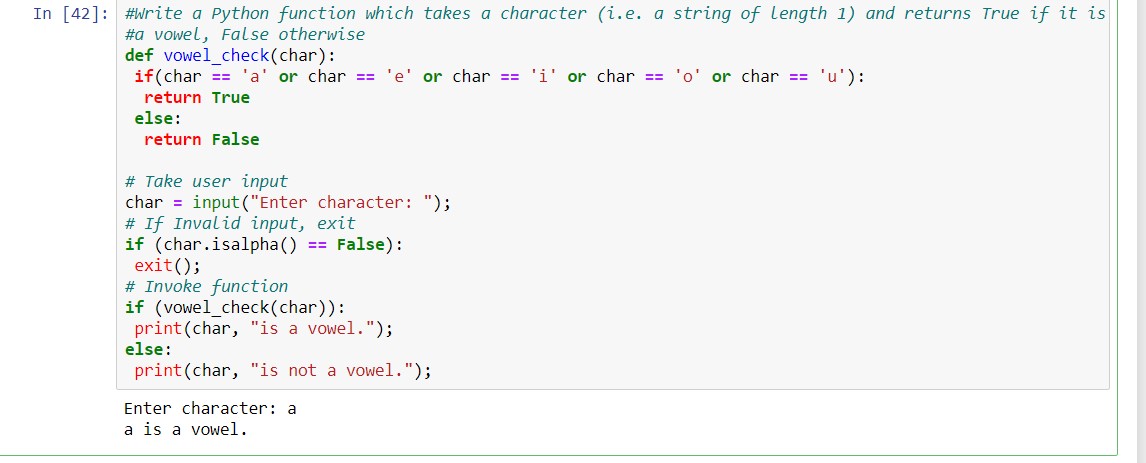 In [42]: #Write a Python function which takes a character (i.e. a string of length 1) and returns True if it is
#a vowel, False otherwise
def vowel_check(char):
 if(char == 'a' or char == 'e' or char == 'i' or char == 'o' or char == 'u'):
  return True
 else:
  return False

# Take user input
char = input("Enter character: ");
# If Invalid input, exit
if (char.isalpha() == False):
 exit();
# Invoke function
if (vowel_check(char)):
 print(char, "is a vowel.");
else:
 print(char, "is not a vowel.");
Enter character: a
a is a vowel.